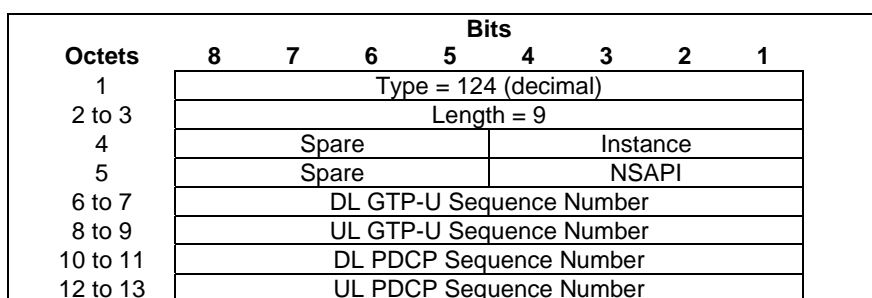 Bits
Octets 8 7 6 5 4 3 2 1
1 Type = 124 (decimal)
2 to 3 Length = 9
4 Spare Instance
5 Spare NSAPI
6 to 7 DL GTP-U Sequence Number
8 to 9 UL GTP-U Sequence Number
10 to 11 DL PDCP Sequence Number
12 to 13 UL PDCP Sequence Number